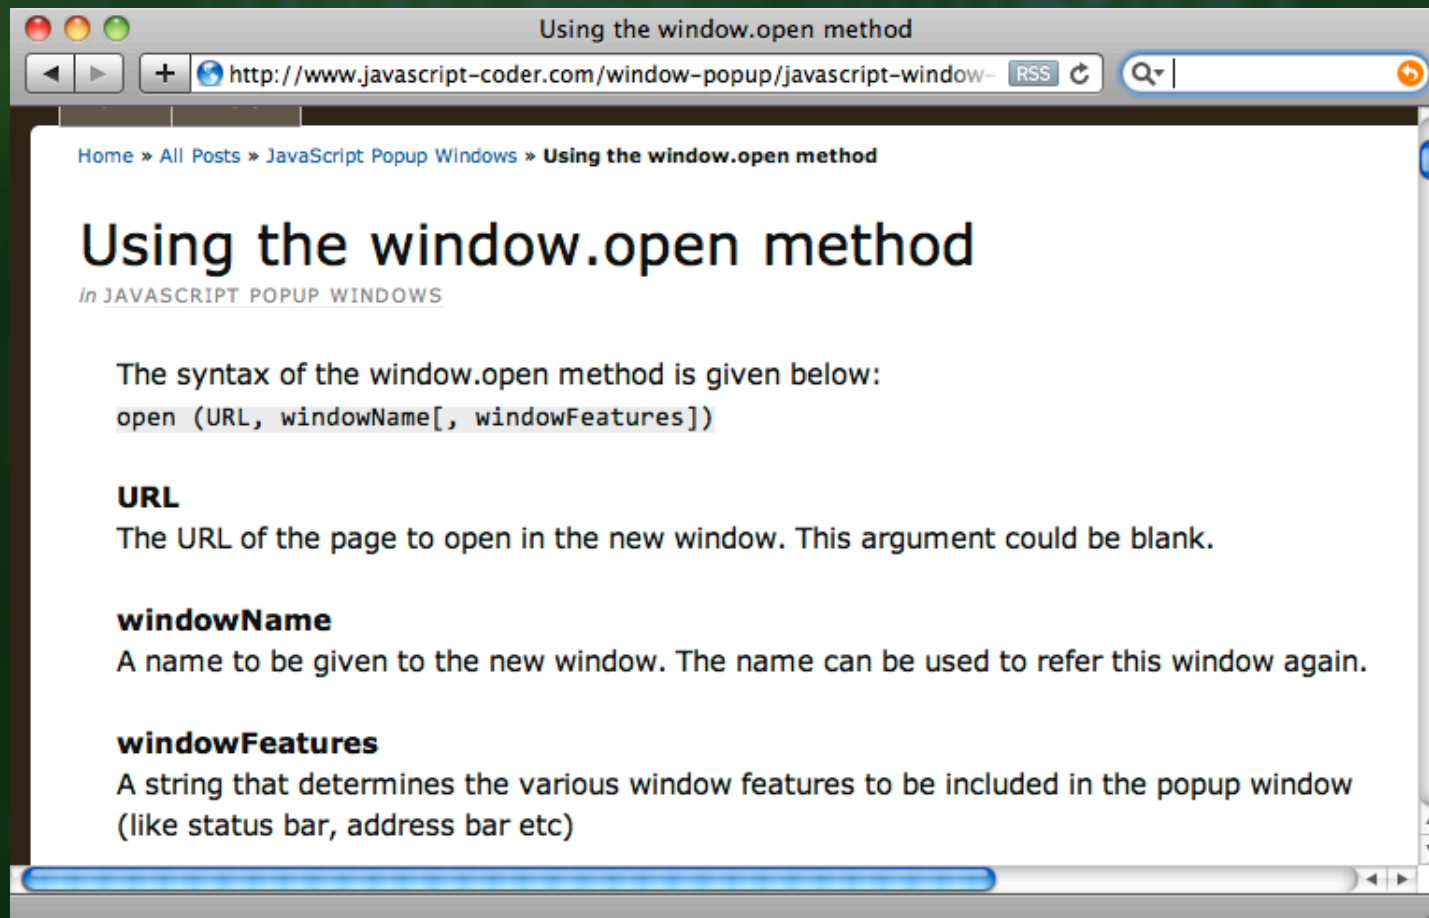 Using the window.open method
http://www.javascript-coder.com/window-popup/javascript-window- RSS
Home » All Posts » JavaScript Popup Windows » Using the window.open method
Using the window.open method
in JAVASCRIPT POPUP WINDOWS
The syntax of the window.open method is given below:
open (URL, windowName[, windowFeatures])
URL
The URL of the page to open in the new window. This argument could be blank.
windowName
A name to be given to the new window. The name can be used to refer this window again.
windowFeatures
A string that determines the various window features to be included in the popup window
(like status bar, address bar etc)